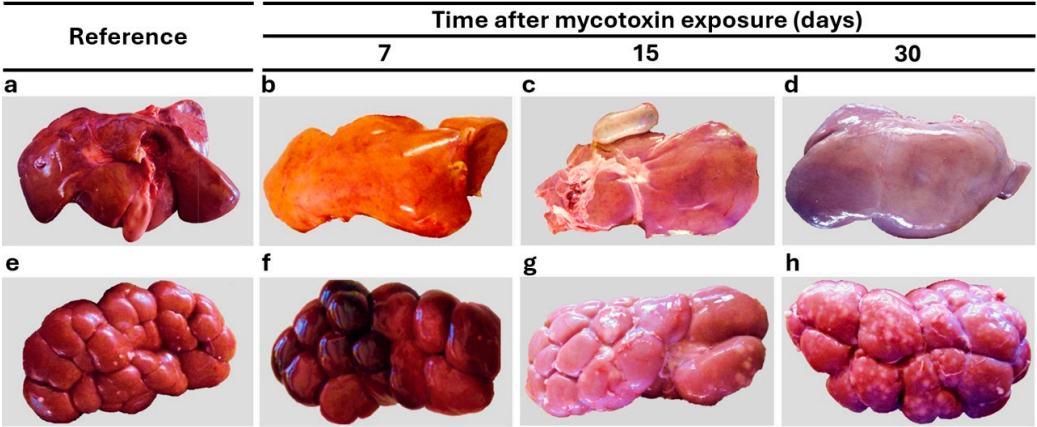 Reference
Time after mycotoxin exposure (days)
7 15 30
a b c d
e f g h